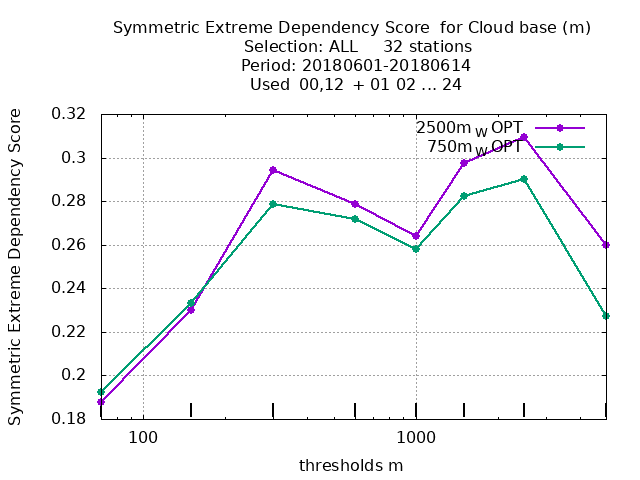 Symmetric Extreme Dependency Score for Cloud base (m)
Selection: ALL 32 stations
Period: 20180601-20180614
Used 00,12 + 01 02 ... 24
Symmetric Extreme Dependency Score
0.32
0.3
0.28
0.26
0.24
0.22
0.2
0.18
2500m W OPT
750m W OPT
100
1000
thresholds m